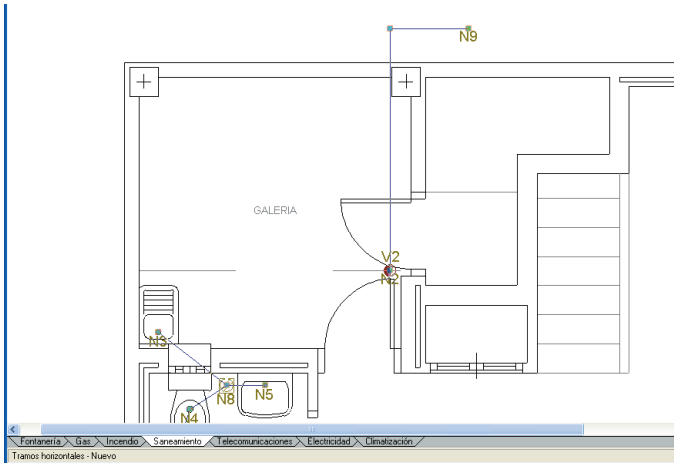 N9
GALERIA
V2
N2
N3
N8
N5
N4
Fontanería Gas Incendio Saneamiento Telecomunicaciones Electricidad Climatización
Tramos horizontales - Nuevo